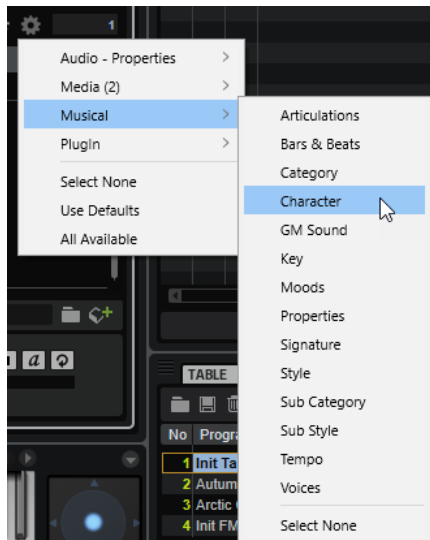 1
Audio - Properties
Media (2)
Musical
PlugIn
Select None
Use Defaults
All Available
Articulations
Bars & Beats
Category
Character
GM Sound
Key
Moods
Properties
Signature
Style
Sub Category
Sub Style
Tempo
Voices
Select None
a
TABLE
No
1 Init
2
3 Arctic
4 Init FM